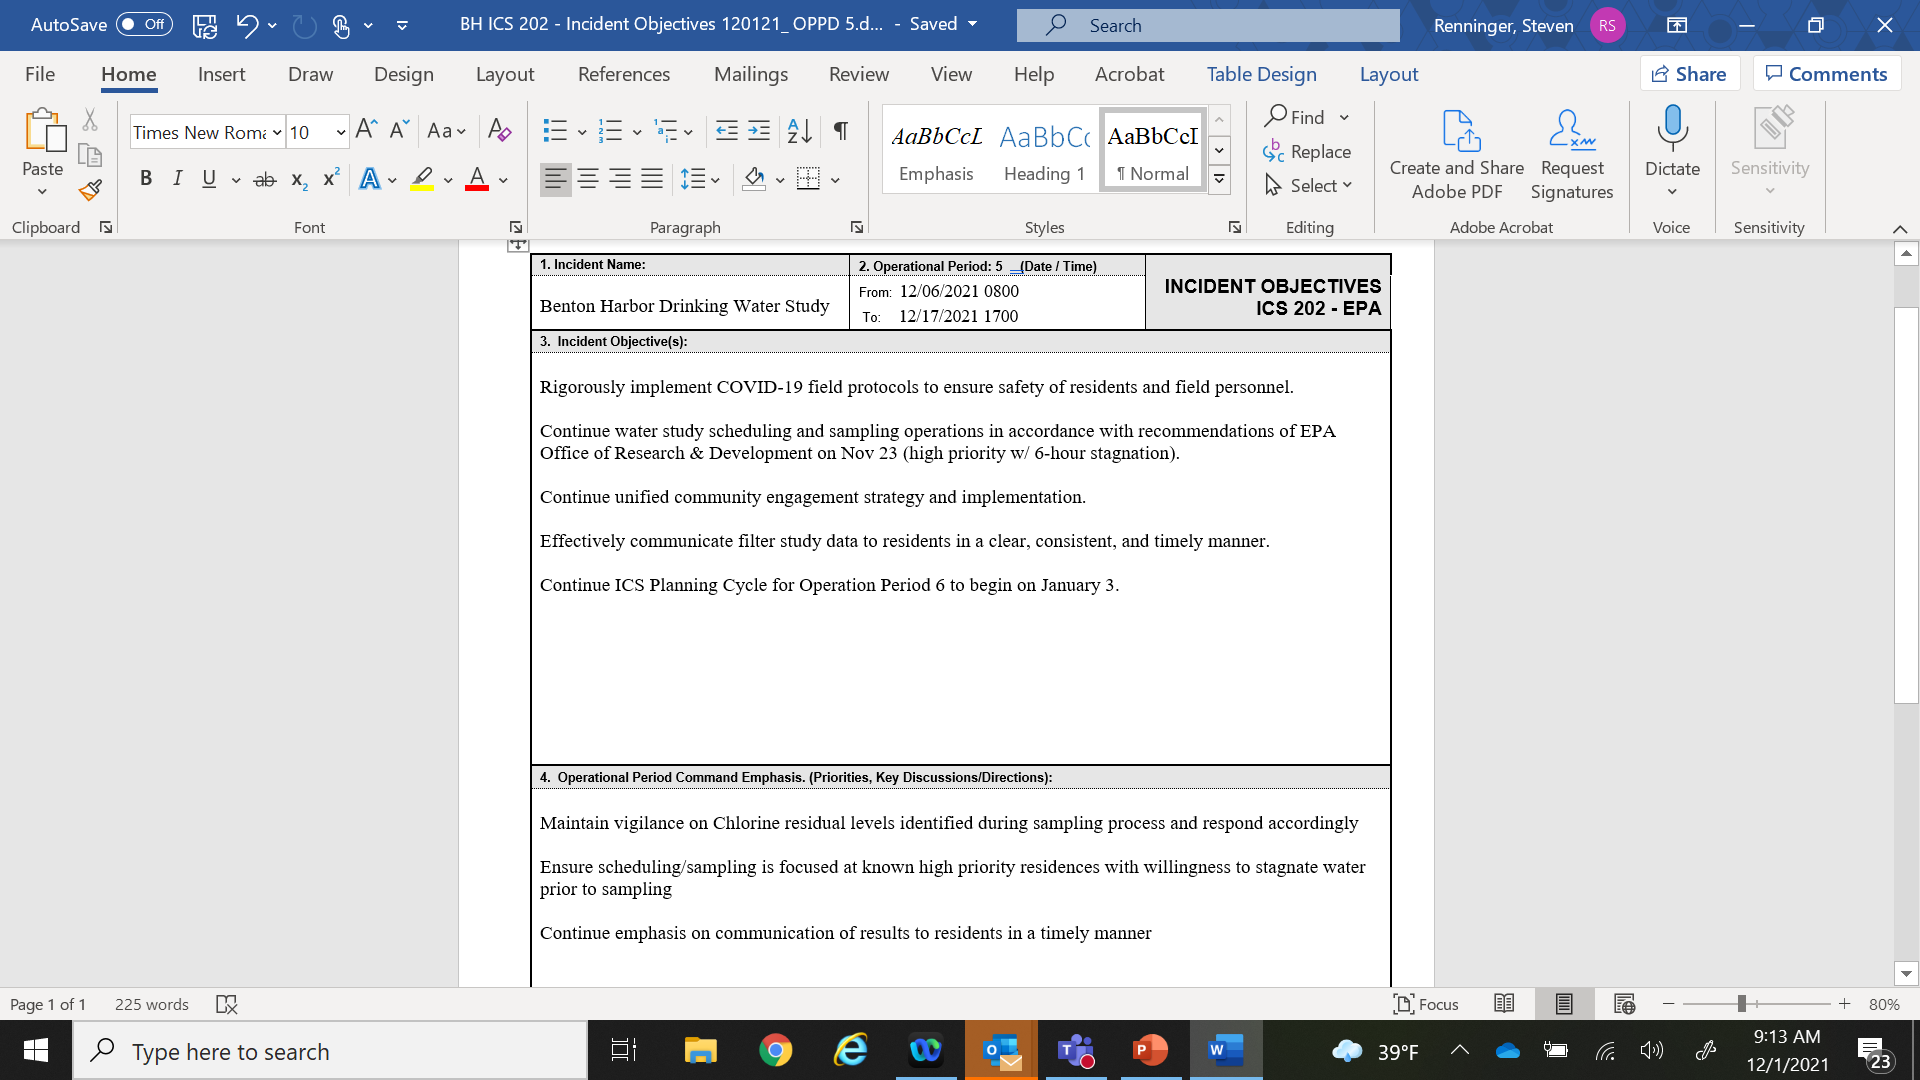 AutoSave Off BH ICS 202 - Incident Objectives 120121_ OPPD 5.d... - Saved Search Renninger, Steven RS
File Home Insert Draw Design Layout References Mailings Review View Help Acrobat Table Design Layout Share Comments
Paste
Clipboard
Times New Roma 10
Font
Paragraph
AaBbCcL AaBbCc AaBbCcI
Emphasis Heading 1 ¶ Normal
Styles
Find
Replace
Select
Editing
Create and Share
Adobe PDF
Request
Signatures
Adobe Acrobat
Dictate
Voice
Sensitivity
Sensitivity
1. Incident Name:
Benton Harbor Drinking Water Study
2. Operational Period: 5 (Date / Time)
From: 12/06/2021 0800
To: 12/17/2021 1700
INCIDENT OBJECTIVES
ICS 202 - EPA
3. Incident Objective(s):
Rigorously implement COVID-19 field protocols to ensure safety of residents and field personnel.
Continue water study scheduling and sampling operations in accordance with recommendations of EPA
Office of Research & Development on Nov 23 (high priority w/ 6-hour stagnation).
Continue unified community engagement strategy and implementation.
Effectively communicate filter study data to residents in a clear, consistent, and timely manner.
Continue ICS Planning Cycle for Operation Period 6 to begin on January 3.
4. Operational Period Command Emphasis. (Priorities, Key Discussions/Directions):
Maintain vigilance on Chlorine residual levels identified during sampling process and respond accordingly
Ensure scheduling/sampling is focused at known high priority residences with willingness to stagnate water
prior to sampling
Continue emphasis on communication of results to residents in a timely manner
Page 1 of 1 225 words Focus 80%
Type here to search 39°F 9:13 AM
12/1/2021
23